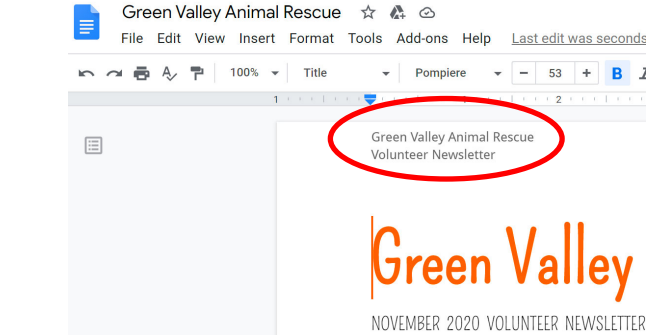 Green Valley Animal Rescue
File Edit View Insert Format Tools Add-ons Help Last edit was seconds
100% Title Pompiere − 53 + B I
1 2
Green Valley Animal Rescue
Volunteer Newsletter
Green Valley
NOVEMBER 2020 VOLUNTEER NEWSLETTER